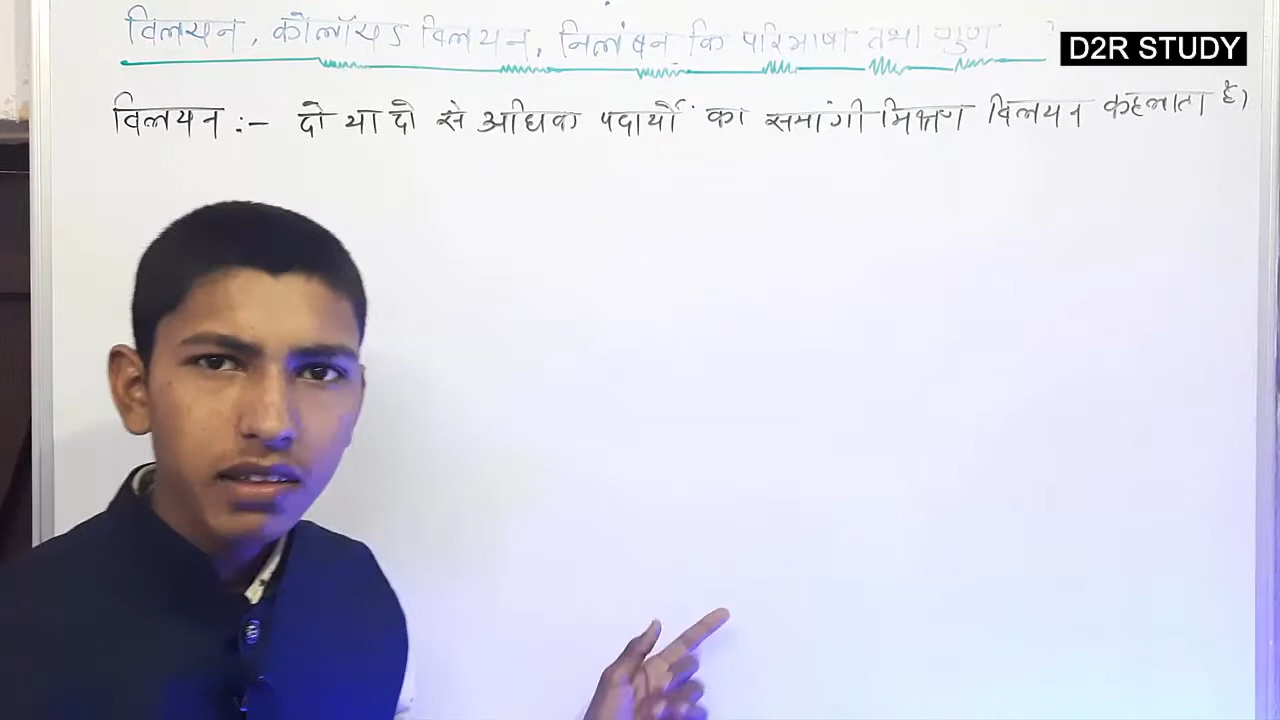 विलयन, कोलॉयड विलयन, निलंबन कि परिभाषा तथा गुण
D2R STUDY
विलयन :- दो या दो से अधिक पदार्थों का समांगी मिश्रण विलयन कहलाता है।